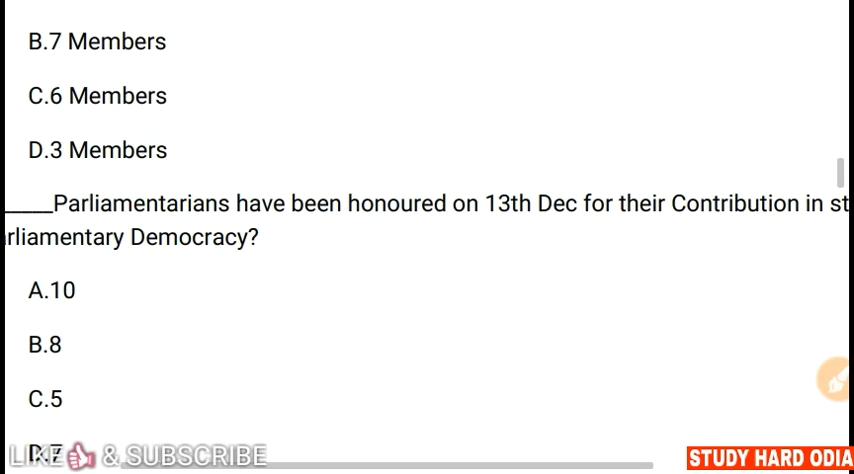 B.7 Members
C.6 Members
D.3 Members
_____Parliamentarians have been honoured on 13th Dec for their Contribution in st
rliamentary Democracy?
A.10
B.8
C.5
D.7
LIKE & SUBSCRIBE
STUDY HARD ODIA